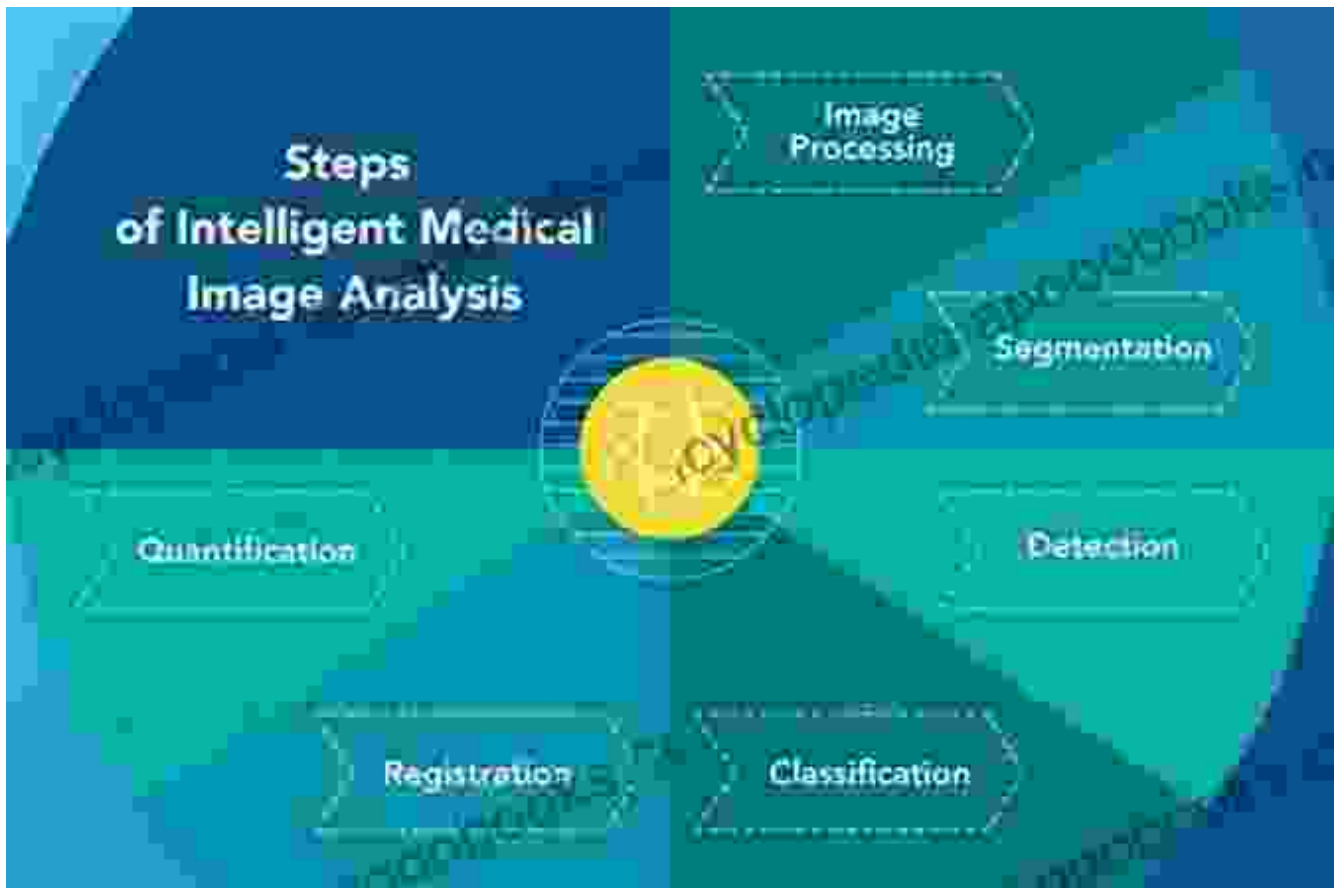 Steps
of Intelligent Medical
Image Analysis
Image
Processing
Segmentation
Detection
Classification
Registration
Quantification